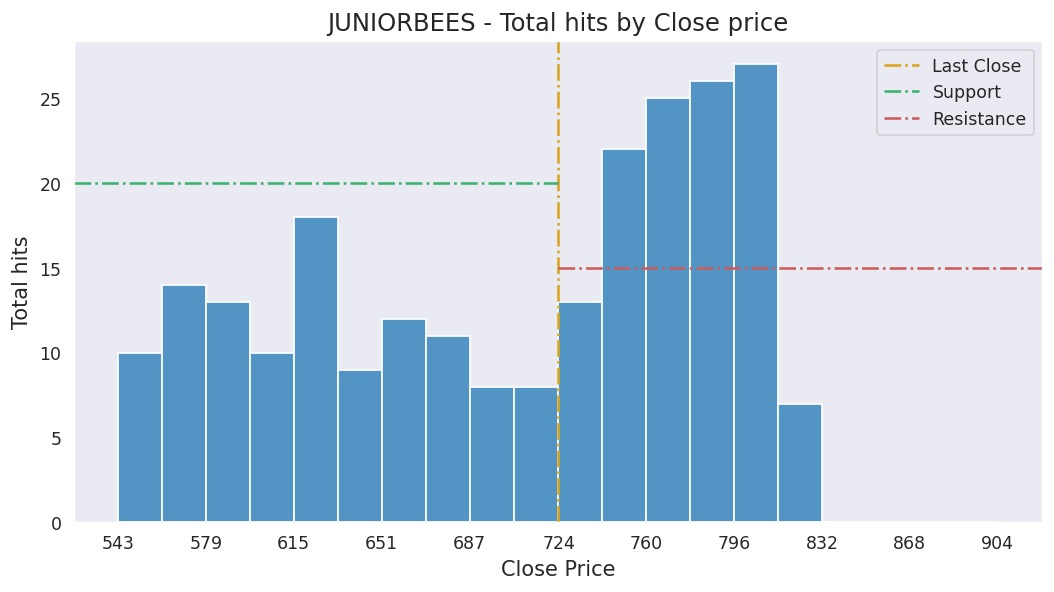 JUNIORBEES - Total hits by Close price
Last Close
Support
Resistance
25
20
15
10
5
0
Total hits
543 579 615 651 687 724 760 796 832 868 904
Close Price